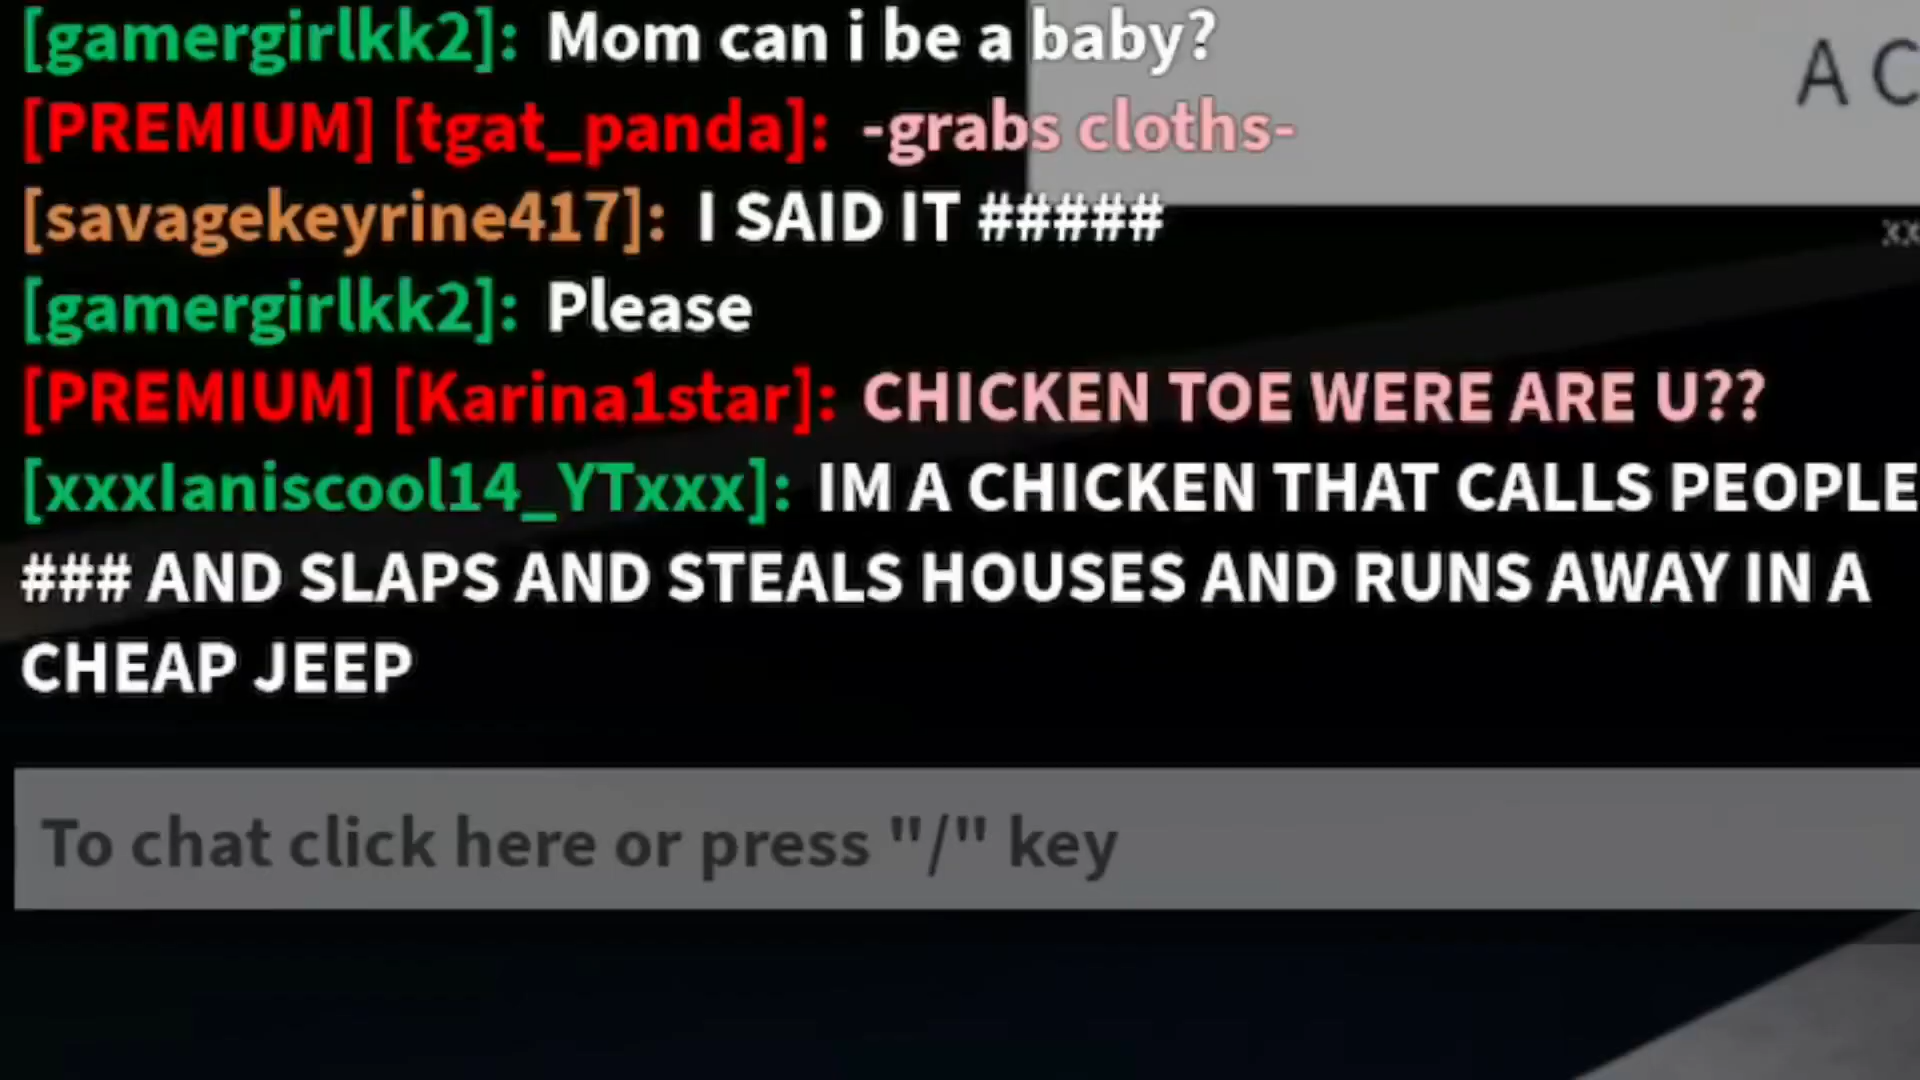 [gamergirlkk2]: Mom can i be a baby?
A C
[PREMIUM] [tgat_panda]: -grabs cloths-
[savagekeyrine417]: I SAID IT #####
xx
[gamergirlkk2]: Please
[PREMIUM] [Karina1star]: CHICKEN TOE WERE ARE U??
[xxxIaniscool14_YTxxx]: IM A CHICKEN THAT CALLS PEOPLE
### AND SLAPS AND STEALS HOUSES AND RUNS AWAY IN A
CHEAP JEEP
To chat click here or press "/" key